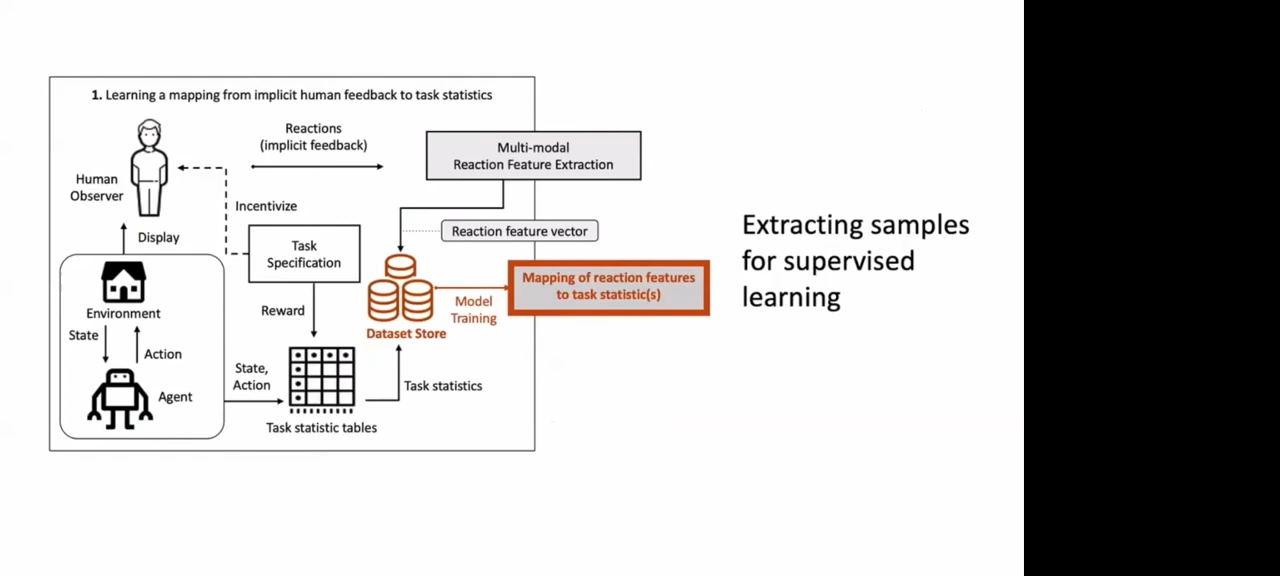 1. Learning a mapping from implicit human feedback to task statistics
Reactions
(implicit feedback)
Multi-modal
Reaction Feature Extraction
Human
Observer
Incentivize
Reaction feature vector
Display
Task
Specification
Mapping of reaction features
to task statistic(s)
Model
Training
Environment
Reward
Dataset Store
State
Action
State,
Action
Agent
Task statistics
Task statistic tables
Extracting samples
for supervised
learning